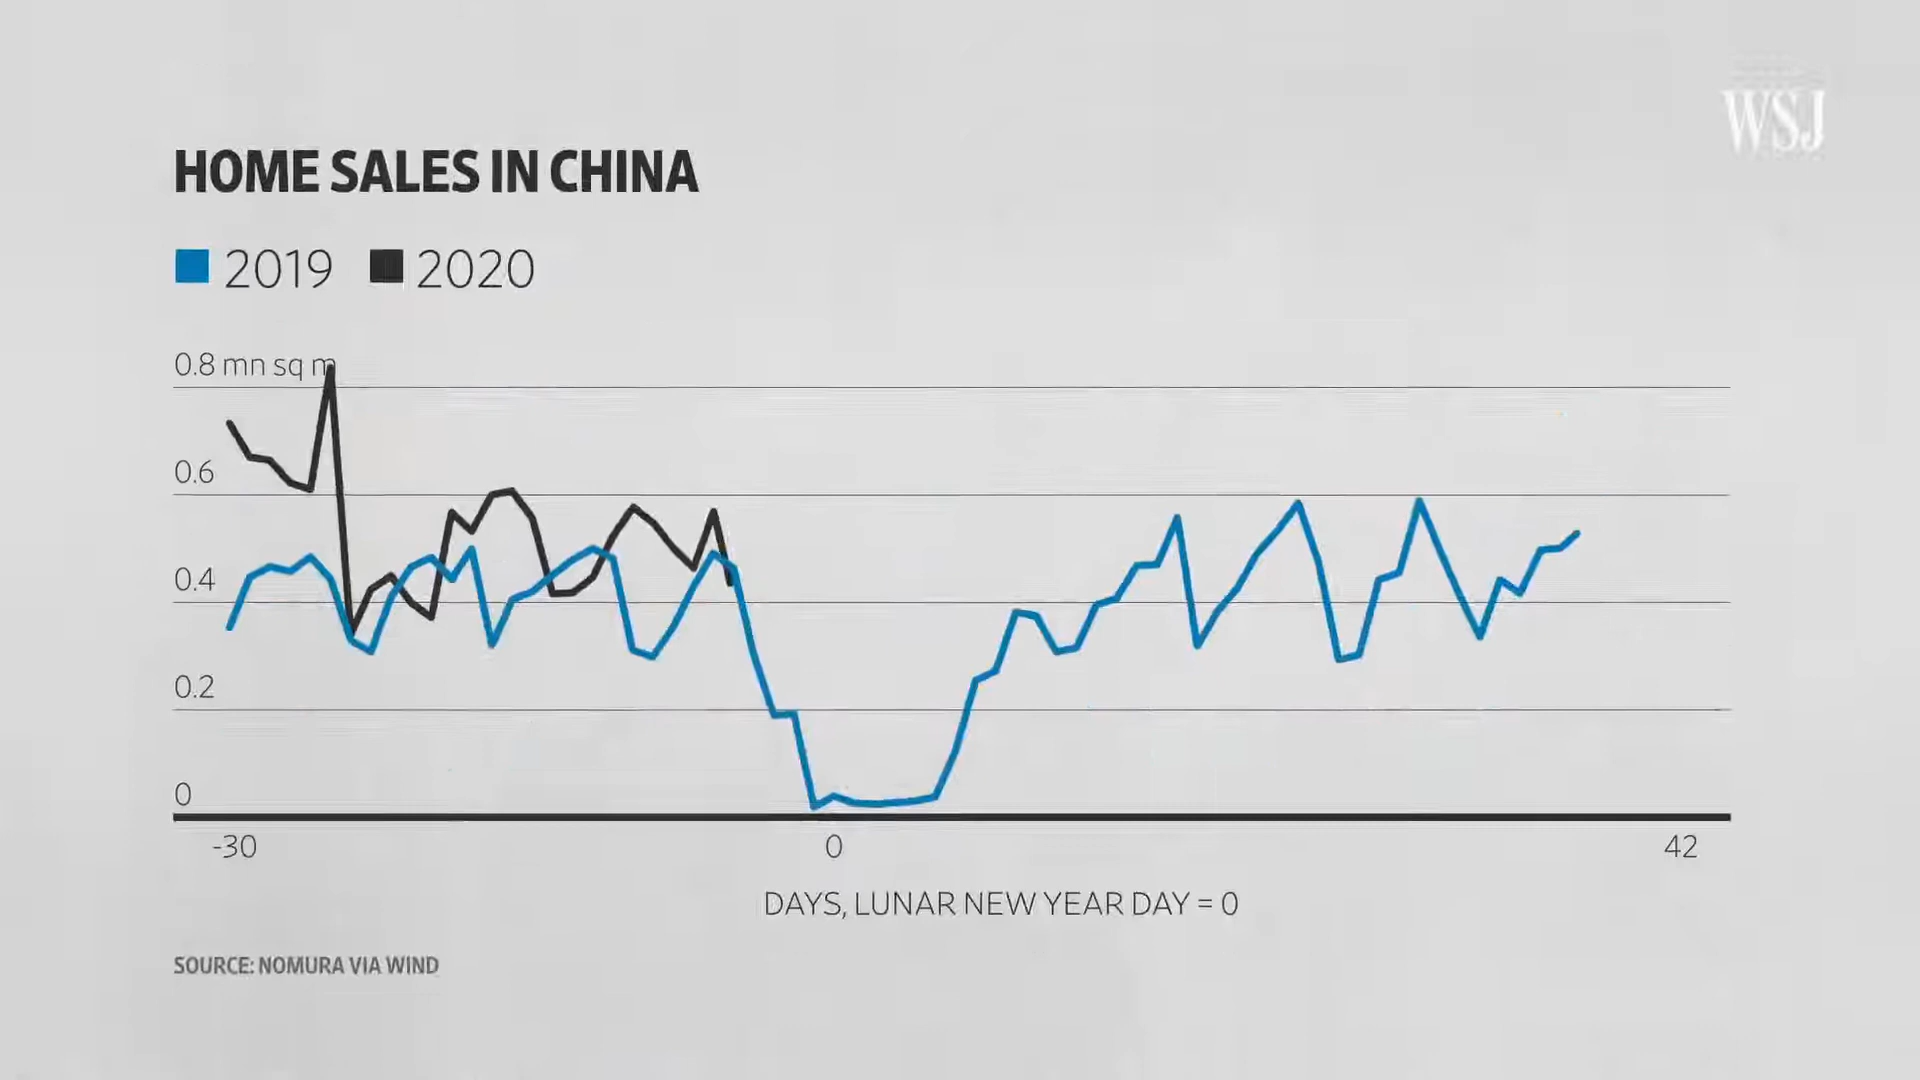 WSJ
HOME SALES IN CHINA
2019 2020
0.8 mn sq m
0.6
0.4
0.2
0
-30 0 42
DAYS, LUNAR NEW YEAR DAY = 0
SOURCE: NOMURA VIA WIND